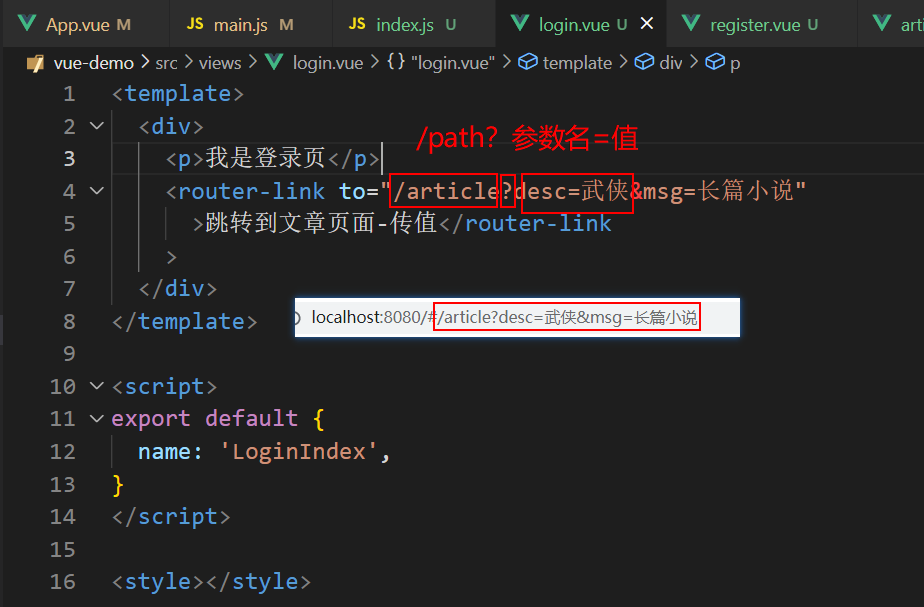 App.vue M JS main.js M JS index.js U login.vue U register.vue U arti
vue-demo > src > views > login.vue > {} "login.vue" > template > div > p
1 <template>
2 <div>
/path？参数名=值
3 <p>我是登录页</p>
4 <router-link to="/article?desc=武侠&msg=长篇小说"
5 >跳转到文章页面-传值</router-link
6 >
7 </div>
localhost:8080/#/article?desc=武侠&msg=长篇小说
8 </template>
9
10 <script>
11 export default {
12 name: 'LoginIndex',
13 }
14 </script>
15
16 <style></style>